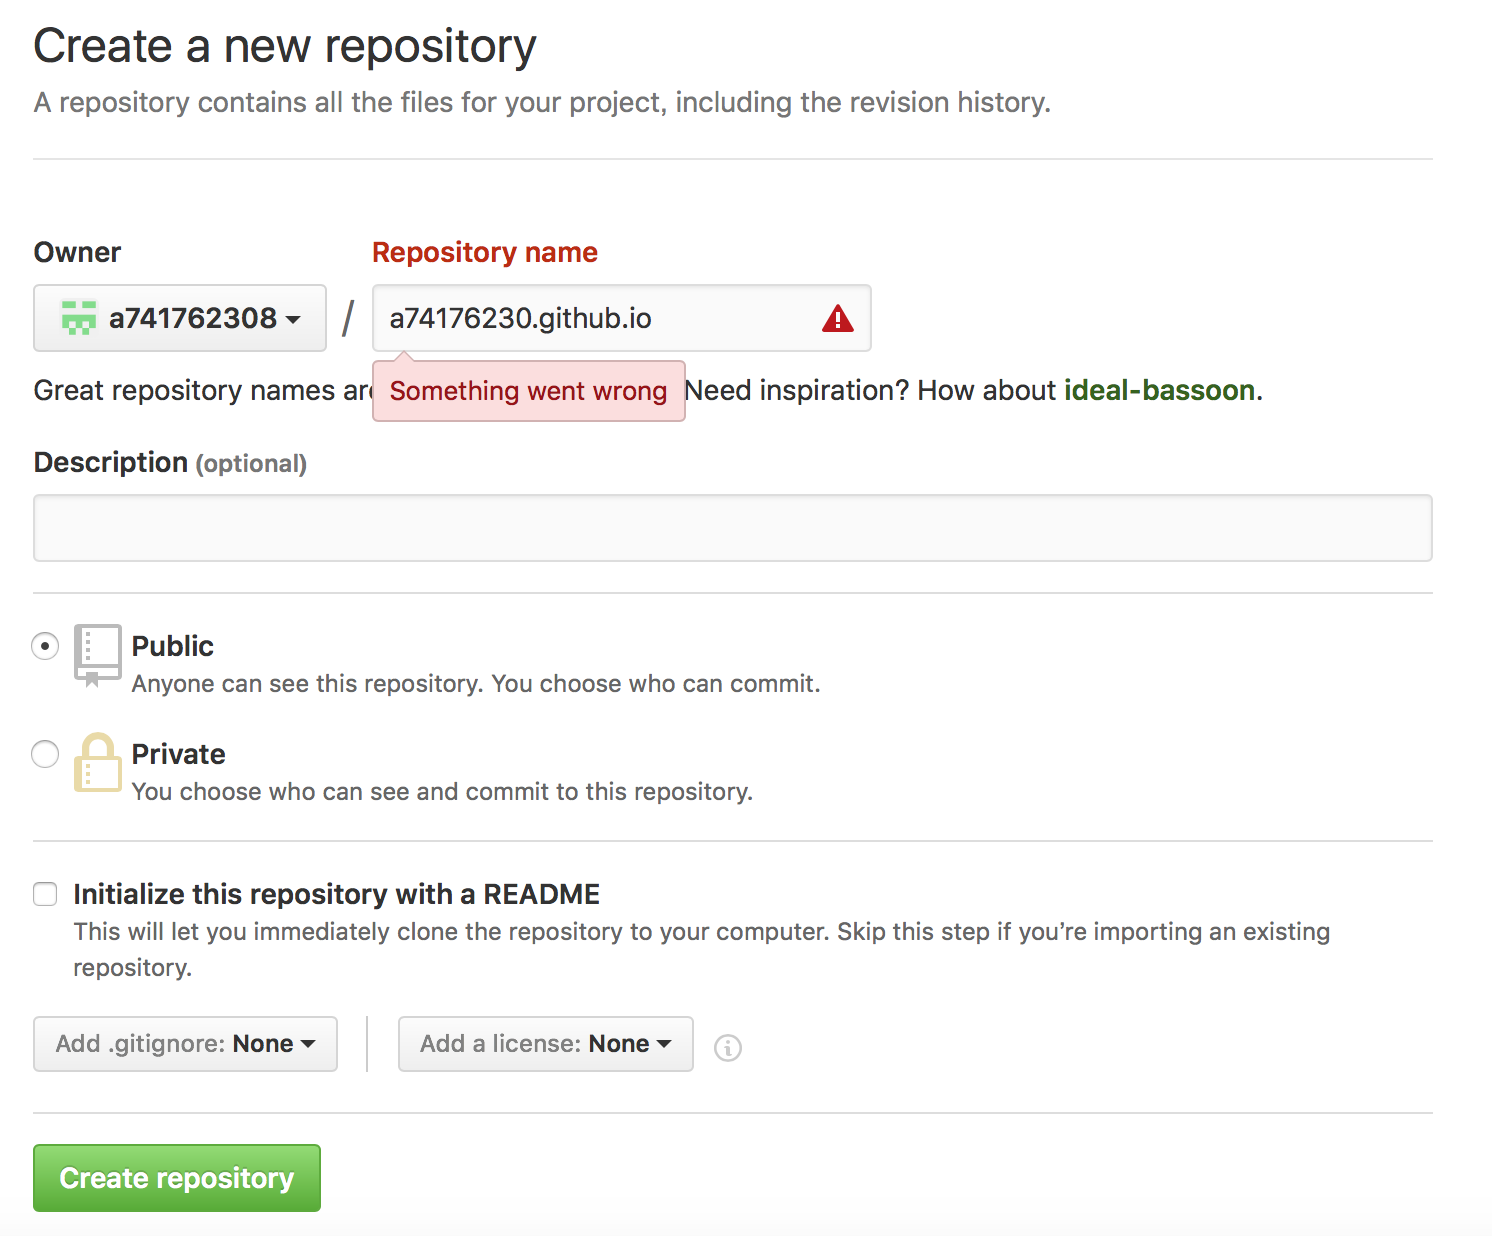 Create a new repository
A repository contains all the files for your project, including the revision history.
Owner
Repository name
a741762308 / a74176230.github.io
Great repository names are Something went wrong Need inspiration? How about ideal-bassoon.
Description (optional)
Public
Anyone can see this repository. You choose who can commit.
Private
You choose who can see and commit to this repository.
Initialize this repository with a README
This will let you immediately clone the repository to your computer. Skip this step if you’re importing an existing
repository.
Add .gitignore: None
Add a license: None
Create repository